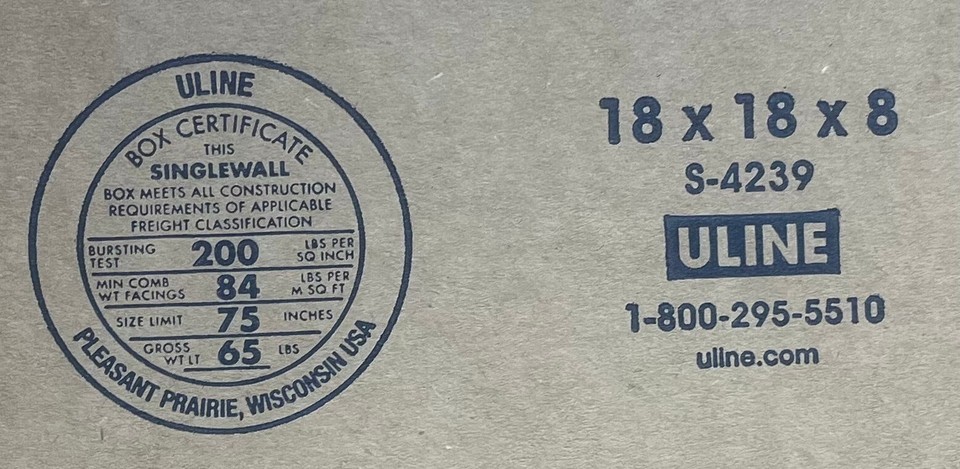 ULINE
BOX CERTIFICATE
THIS
SINGLEWALL
BOX MEETS ALL CONSTRUCTION
REQUIREMENTS OF APPLICABLE
FREIGHT CLASSIFICATION
BURSTING TEST 200 LBS PER SQ INCH
MIN COMB WT FACINGS 84 LBS PER M SQ FT
SIZE LIMIT 75 INCHES
GROSS WT LT 65 LBS
PLEASANT PRAIRIE, WISCONSIN USA
18 x 18 x 8
S-4239
ULINE
1-800-295-5510
uline.com